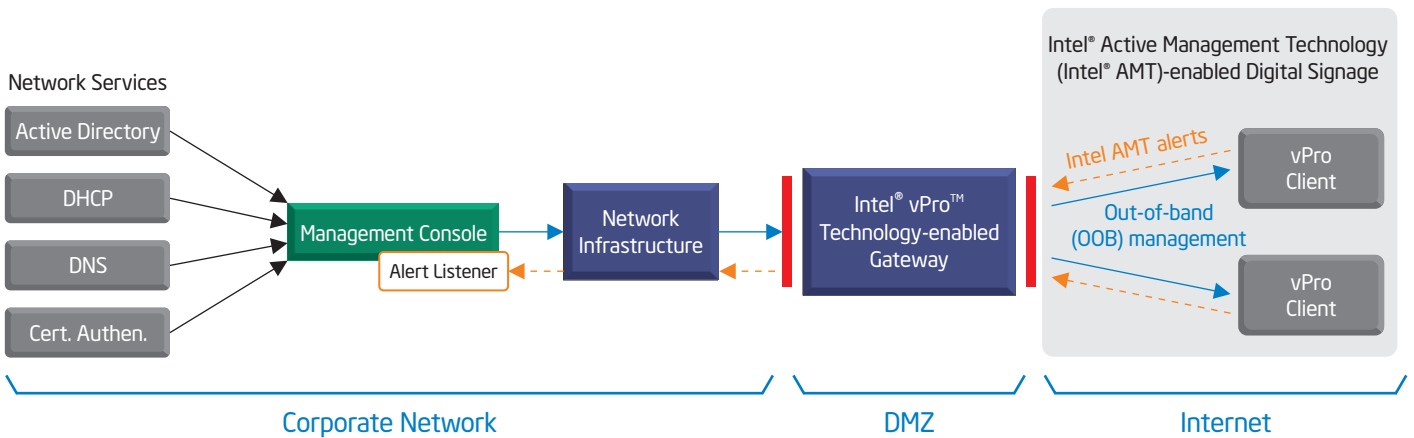 Network Services
Active Directory
DHCP
DNS
Cert. Authen.
Management Console
Alert Listener
Network
Infrastructure
Intel® vPro™
Technology-enabled
Gateway
Intel® Active Management Technology
(Intel® AMT)-enabled Digital Signage
Intel AMT alerts
vPro
Client
Out-of-band
(OOB) management
vPro
Client
Corporate Network
DMZ
Internet